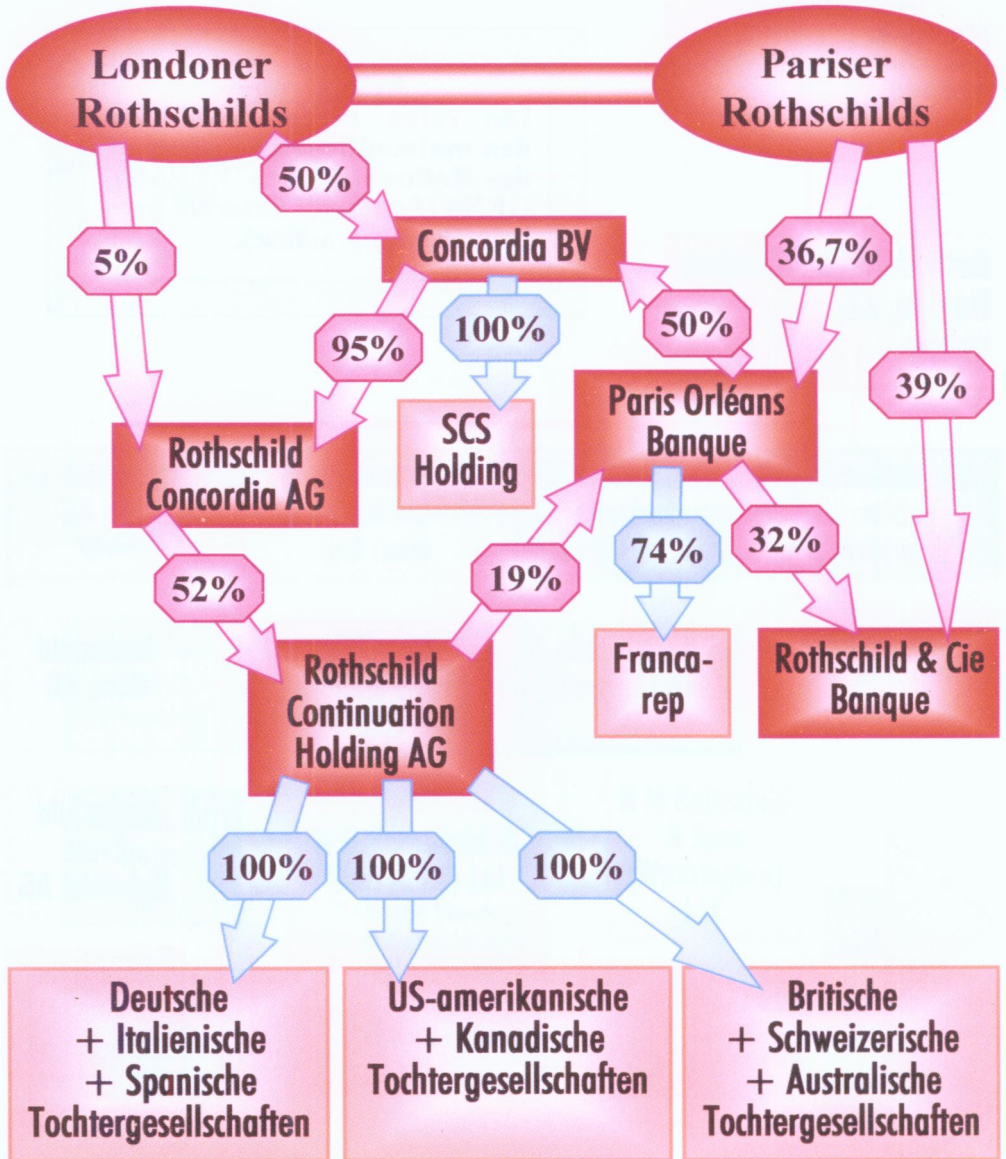 Londoner
Rothschilds
Pariser
Rothschilds
50%
5%
Concordia BV
36,7%
95%
100%
50%
39%
Rothschild
Concordia AG
SCS
Holding
Paris Orléans
Banque
52%
19%
74%
32%
Rothschild
Continuation
Holding AG
Franca-
rep
Rothschild & Cie
Banque
100%
100%
100%
Deutsche
+ Italienische
+ Spanische
Tochtergesellschaften
US-amerikanische
+ Kanadische
Tochtergesellschaften
Britische
+ Schweizerische
+ Australische
Tochtergesellschaften